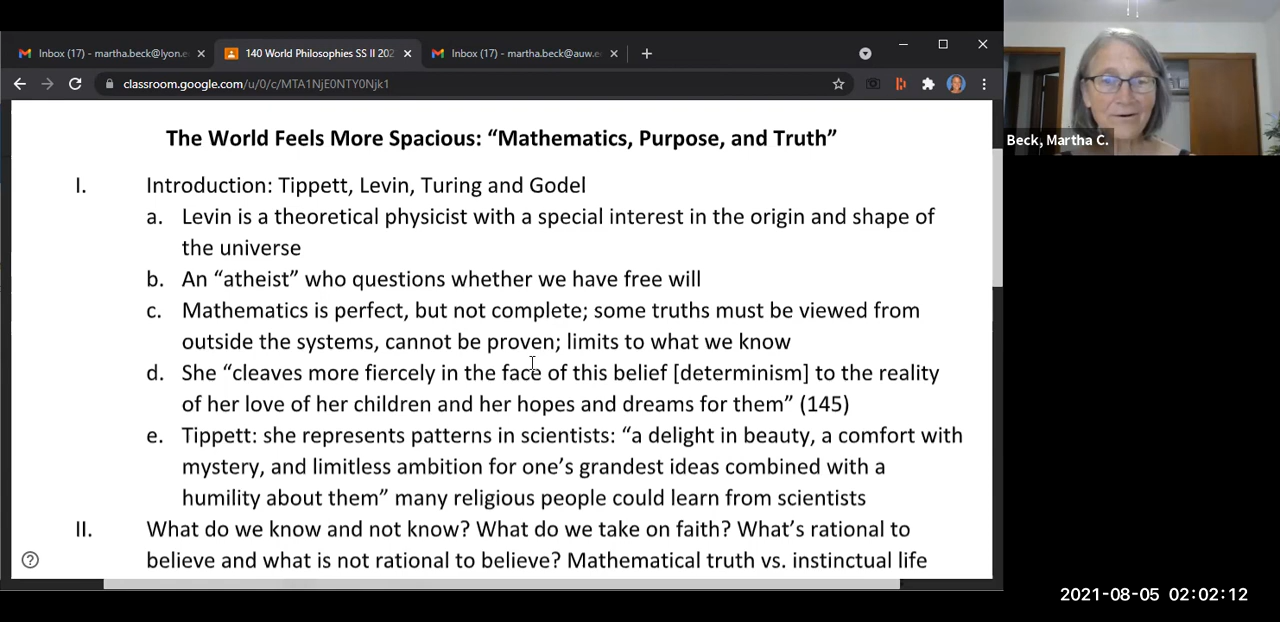 Inbox (17) - martha.beck@lyon.e
140 World Philosophies SS II 202
Inbox (17) - martha.beck@auw.e
classroom.google.com/u/0/c/MTA1NjE0NTY0Njk1
Beck, Martha C.
The World Feels More Spacious: “Mathematics, Purpose, and Truth”
I. Introduction: Tippett, Levin, Turing and Godel
a. Levin is a theoretical physicist with a special interest in the origin and shape of
the universe
b. An “atheist” who questions whether we have free will
c. Mathematics is perfect, but not complete; some truths must be viewed from
outside the systems, cannot be proven; limits to what we know
d. She “cleaves more fiercely in the face of this belief [determinism] to the reality
of her love of her children and her hopes and dreams for them” (145)
e. Tippett: she represents patterns in scientists: “a delight in beauty, a comfort with
mystery, and limitless ambition for one’s grandest ideas combined with a
humility about them” many religious people could learn from scientists
II. What do we know and not know? What do we take on faith? What’s rational to
believe and what is not rational to believe? Mathematical truth vs. instinctual life
2021-08-05 02:02:12